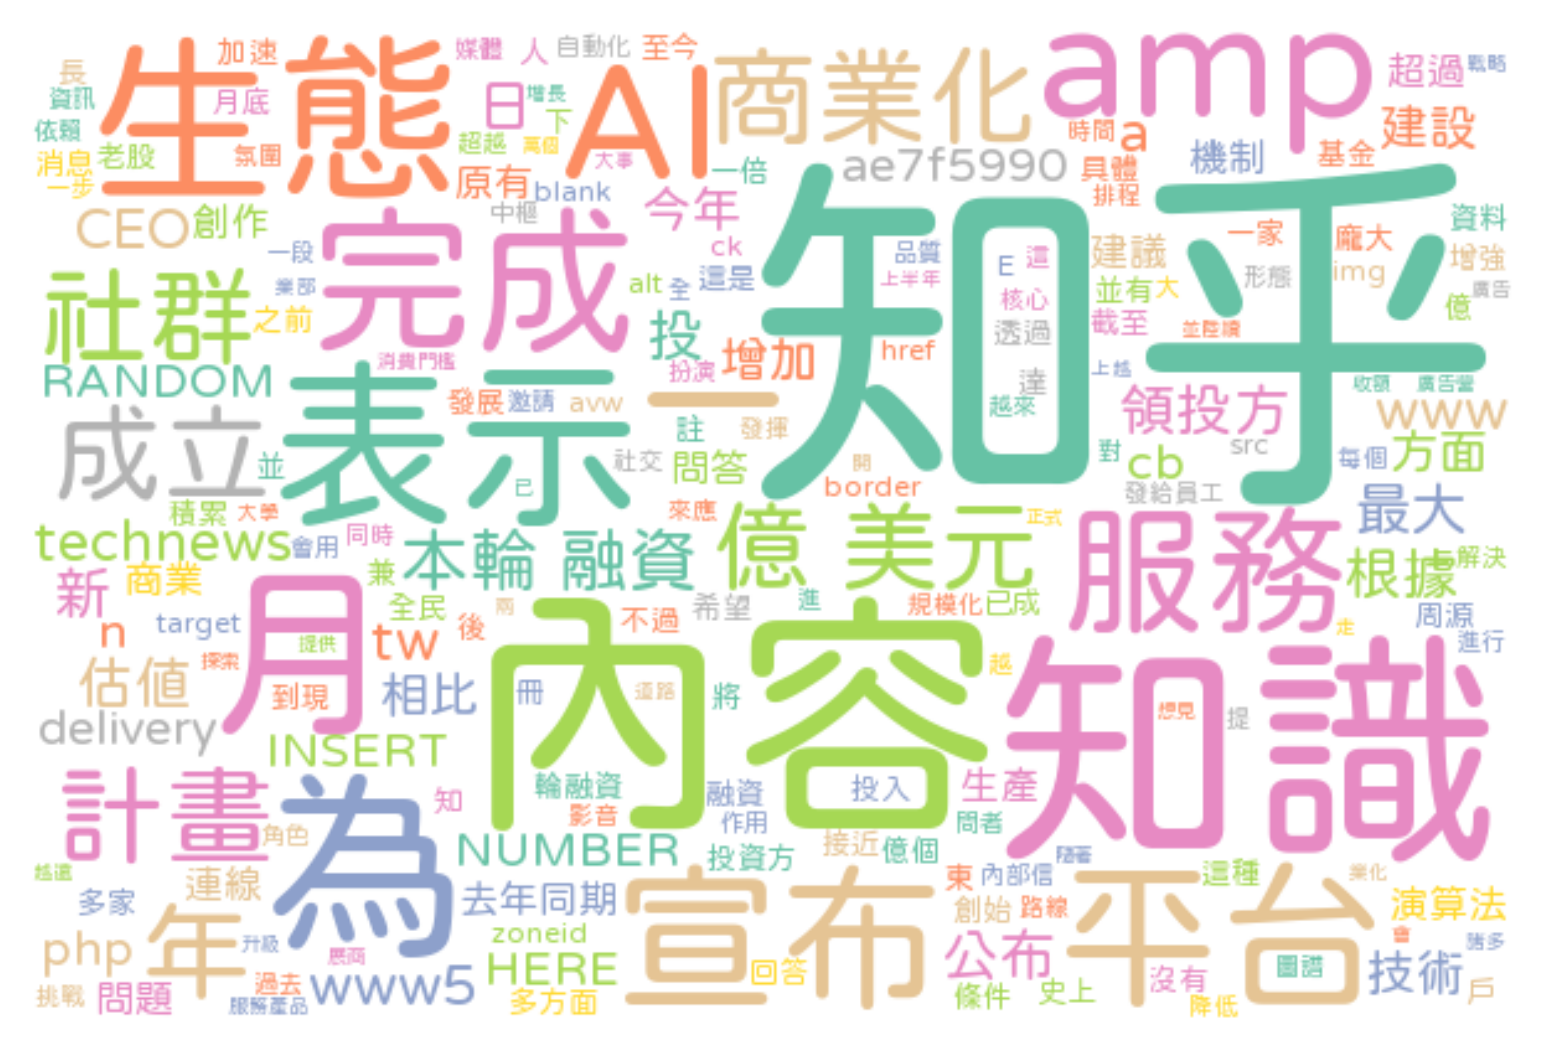 生態 AI 商業化 amp
加速 媒體 人 自動化 至今 超過 戰略
長 資訊 月底 日 增長 下 時間 a 建設
依賴 消息 老股 氛圍 超越 萬個 大事 一倍 ae7f5990 具體 機制 基金
一步 原有 blank 排程
CEO 創作 中樞 今年 知乎 資料
一段 ck 品質 E 這 建議 一家 龐大 增強
社群 完成 業部 alt 全 這是 上半年 核心 並有 大 形態 img 億 廣告
之前 投 增加 href 透過 截至 並陸續
RANDOM 消費門檻 扮演 達 上越 收額 廣告營
表示 一 發展 邀請 avw 越來 領投方 www
成立 並 註 發揮 對 cb src 每個 方面
社交 問答 開 border 發給員工 最大
積累 大學 已 來應 正式
technews 會用 同時 本輪 融資 億 美元 服務 根據 解決
新 商業 兼 全民 兩 不過 希望 進 規模化 已成 周源
n target 月 提供 tw 後 內容 越 走 進行
估值 探索 到現 相比 冊 道路 將 知識 想見 提
delivery INSERT
計畫 為 知 輪融資 融資 投入 生產
角色 影音 作用 問者
NUMBER 投資方 接近 億個 隨著
越遠 連線 宣布 平台 東 內部信 這種 業化
多家 年 去年同期 創始 路線 演算法
php 升級 展商 zoneid 公布 會 諸多
過去 www5 HERE 回答 沒有 圖譜 技術
挑戰 問題 服務產品 多方面 條件 史上 降低 戶